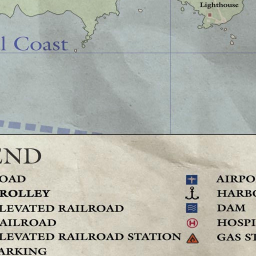 Lighthouse
l Coast
END
OAD
ROLLEY
LEVATED RAILROAD
AILROAD
LEVATED RAILROAD STATION
ARKING
AIRPO
HARBO
DAM
HOSPI
GAS ST
H